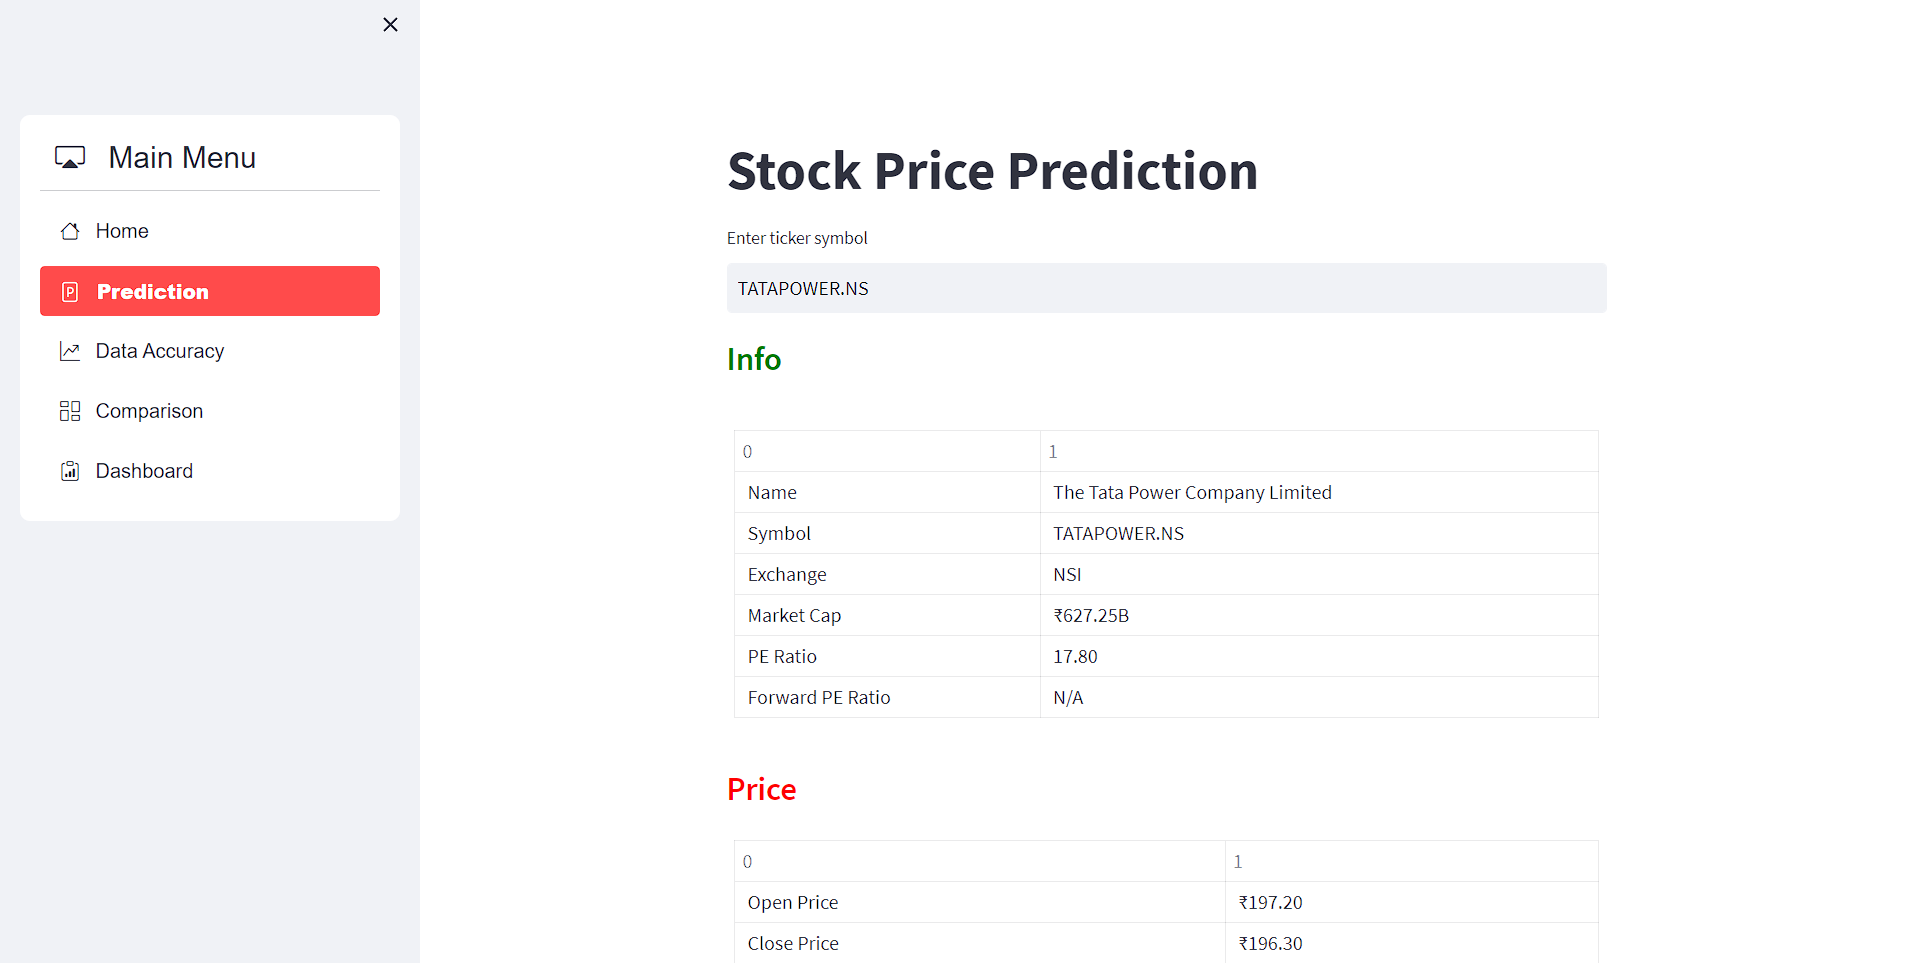 Main Menu
Home
Prediction
Data Accuracy
Comparison
Dashboard
Stock Price Prediction
Enter ticker symbol
TATAPOWER.NS
Info
0 1
Name The Tata Power Company Limited
Symbol TATAPOWER.NS
Exchange NSI
Market Cap ₹627.25B
PE Ratio 17.80
Forward PE Ratio N/A
Price
0 1
Open Price ₹197.20
Close Price ₹196.30